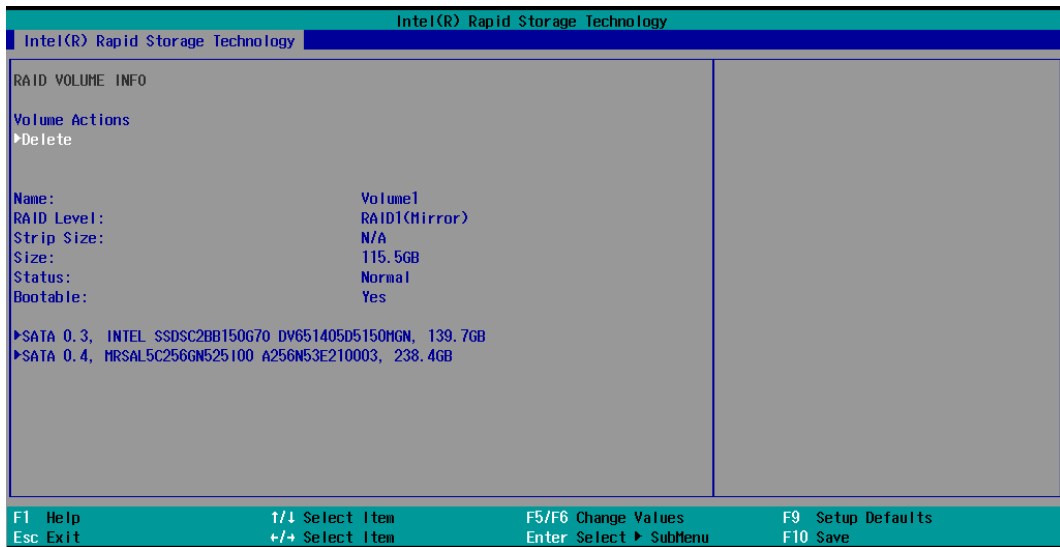 Intel(R) Rapid Storage Technology
Intel(R) Rapid Storage Technology
RAID VOLUME INFO
Volume Actions
▶Delete
Name: Volume1
RAID Level: RAID1(Mirror)
Strip Size: N/A
Size: 115.5GB
Status: Normal
Bootable: Yes
▶SATA 0.3, INTEL SSDSC2BB150G70 DV651405D5150MGN, 139.7GB
▶SATA 0.4, MRSAL5C256GN525I00 A256N53E210003, 238.4GB
F1 Help ↑/↓ Select Item F5/F6 Change Values F9 Setup Defaults
Esc Exit ←/→ Select Item Enter Select ▶ SubMenu F10 Save